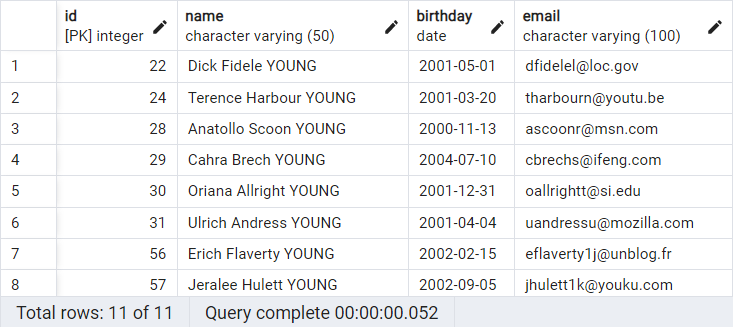 id name birthday email
[PK] integer character varying (50) date character varying (100)
1 22 Dick Fidele YOUNG 2001-05-01 dfidelel@loc.gov
2 24 Terence Harbour YOUNG 2001-03-20 tharbourn@youtu.be
3 28 Anatollo Scoon YOUNG 2000-11-13 ascoonr@msn.com
4 29 Cahra Brech YOUNG 2004-07-10 cbrechs@ifeng.com
5 30 Oriana Allright YOUNG 2001-12-31 oallrightt@si.edu
6 31 Ulrich Andress YOUNG 2001-04-04 uandressu@mozilla.com
7 56 Erich Flaverty YOUNG 2002-02-15 eflaverty1j@unblog.fr
8 57 Jeralee Hulett YOUNG 2002-09-05 jhulett1k@youku.com
Total rows: 11 of 11 Query complete 00:00:00.052